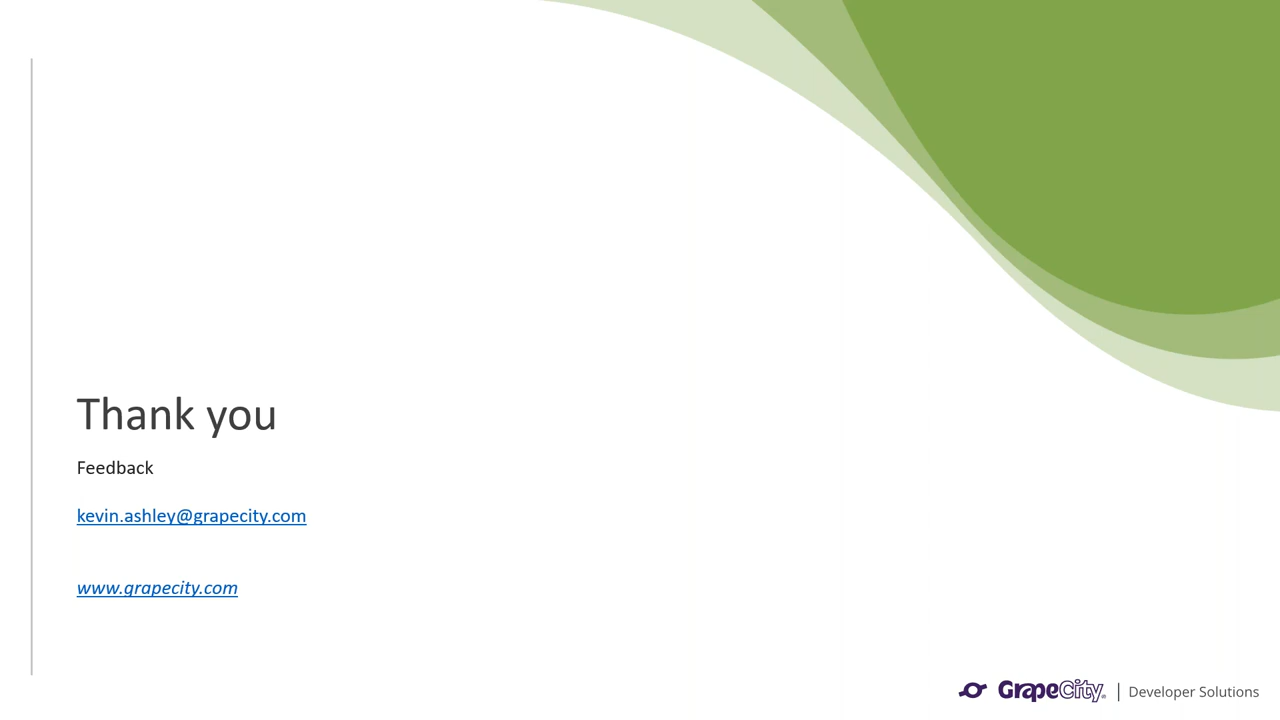 Thank you
Feedback
kevin.ashley@grapecity.com
www.grapecity.com
GrapeCity® | Developer Solutions